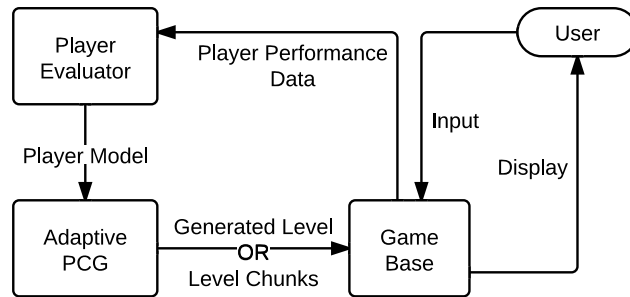 Player
Evaluator
Player Performance
Data
User
Input
Player Model
Display
Adaptive
PCG
Generated Level
OR
Level Chunks
Game
Base